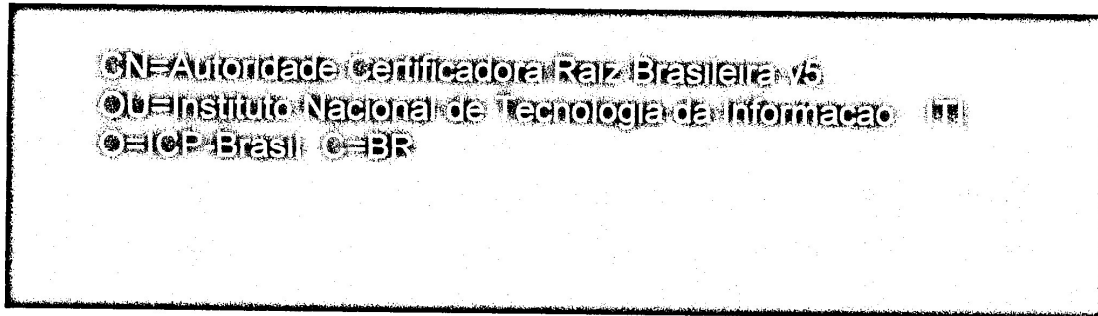 CN=Autoridade Certificadora Raiz Brasileira v5
OU=Instituto Nacional de Tecnologia da Informacao ITI
O=ICP Brasil C=BR